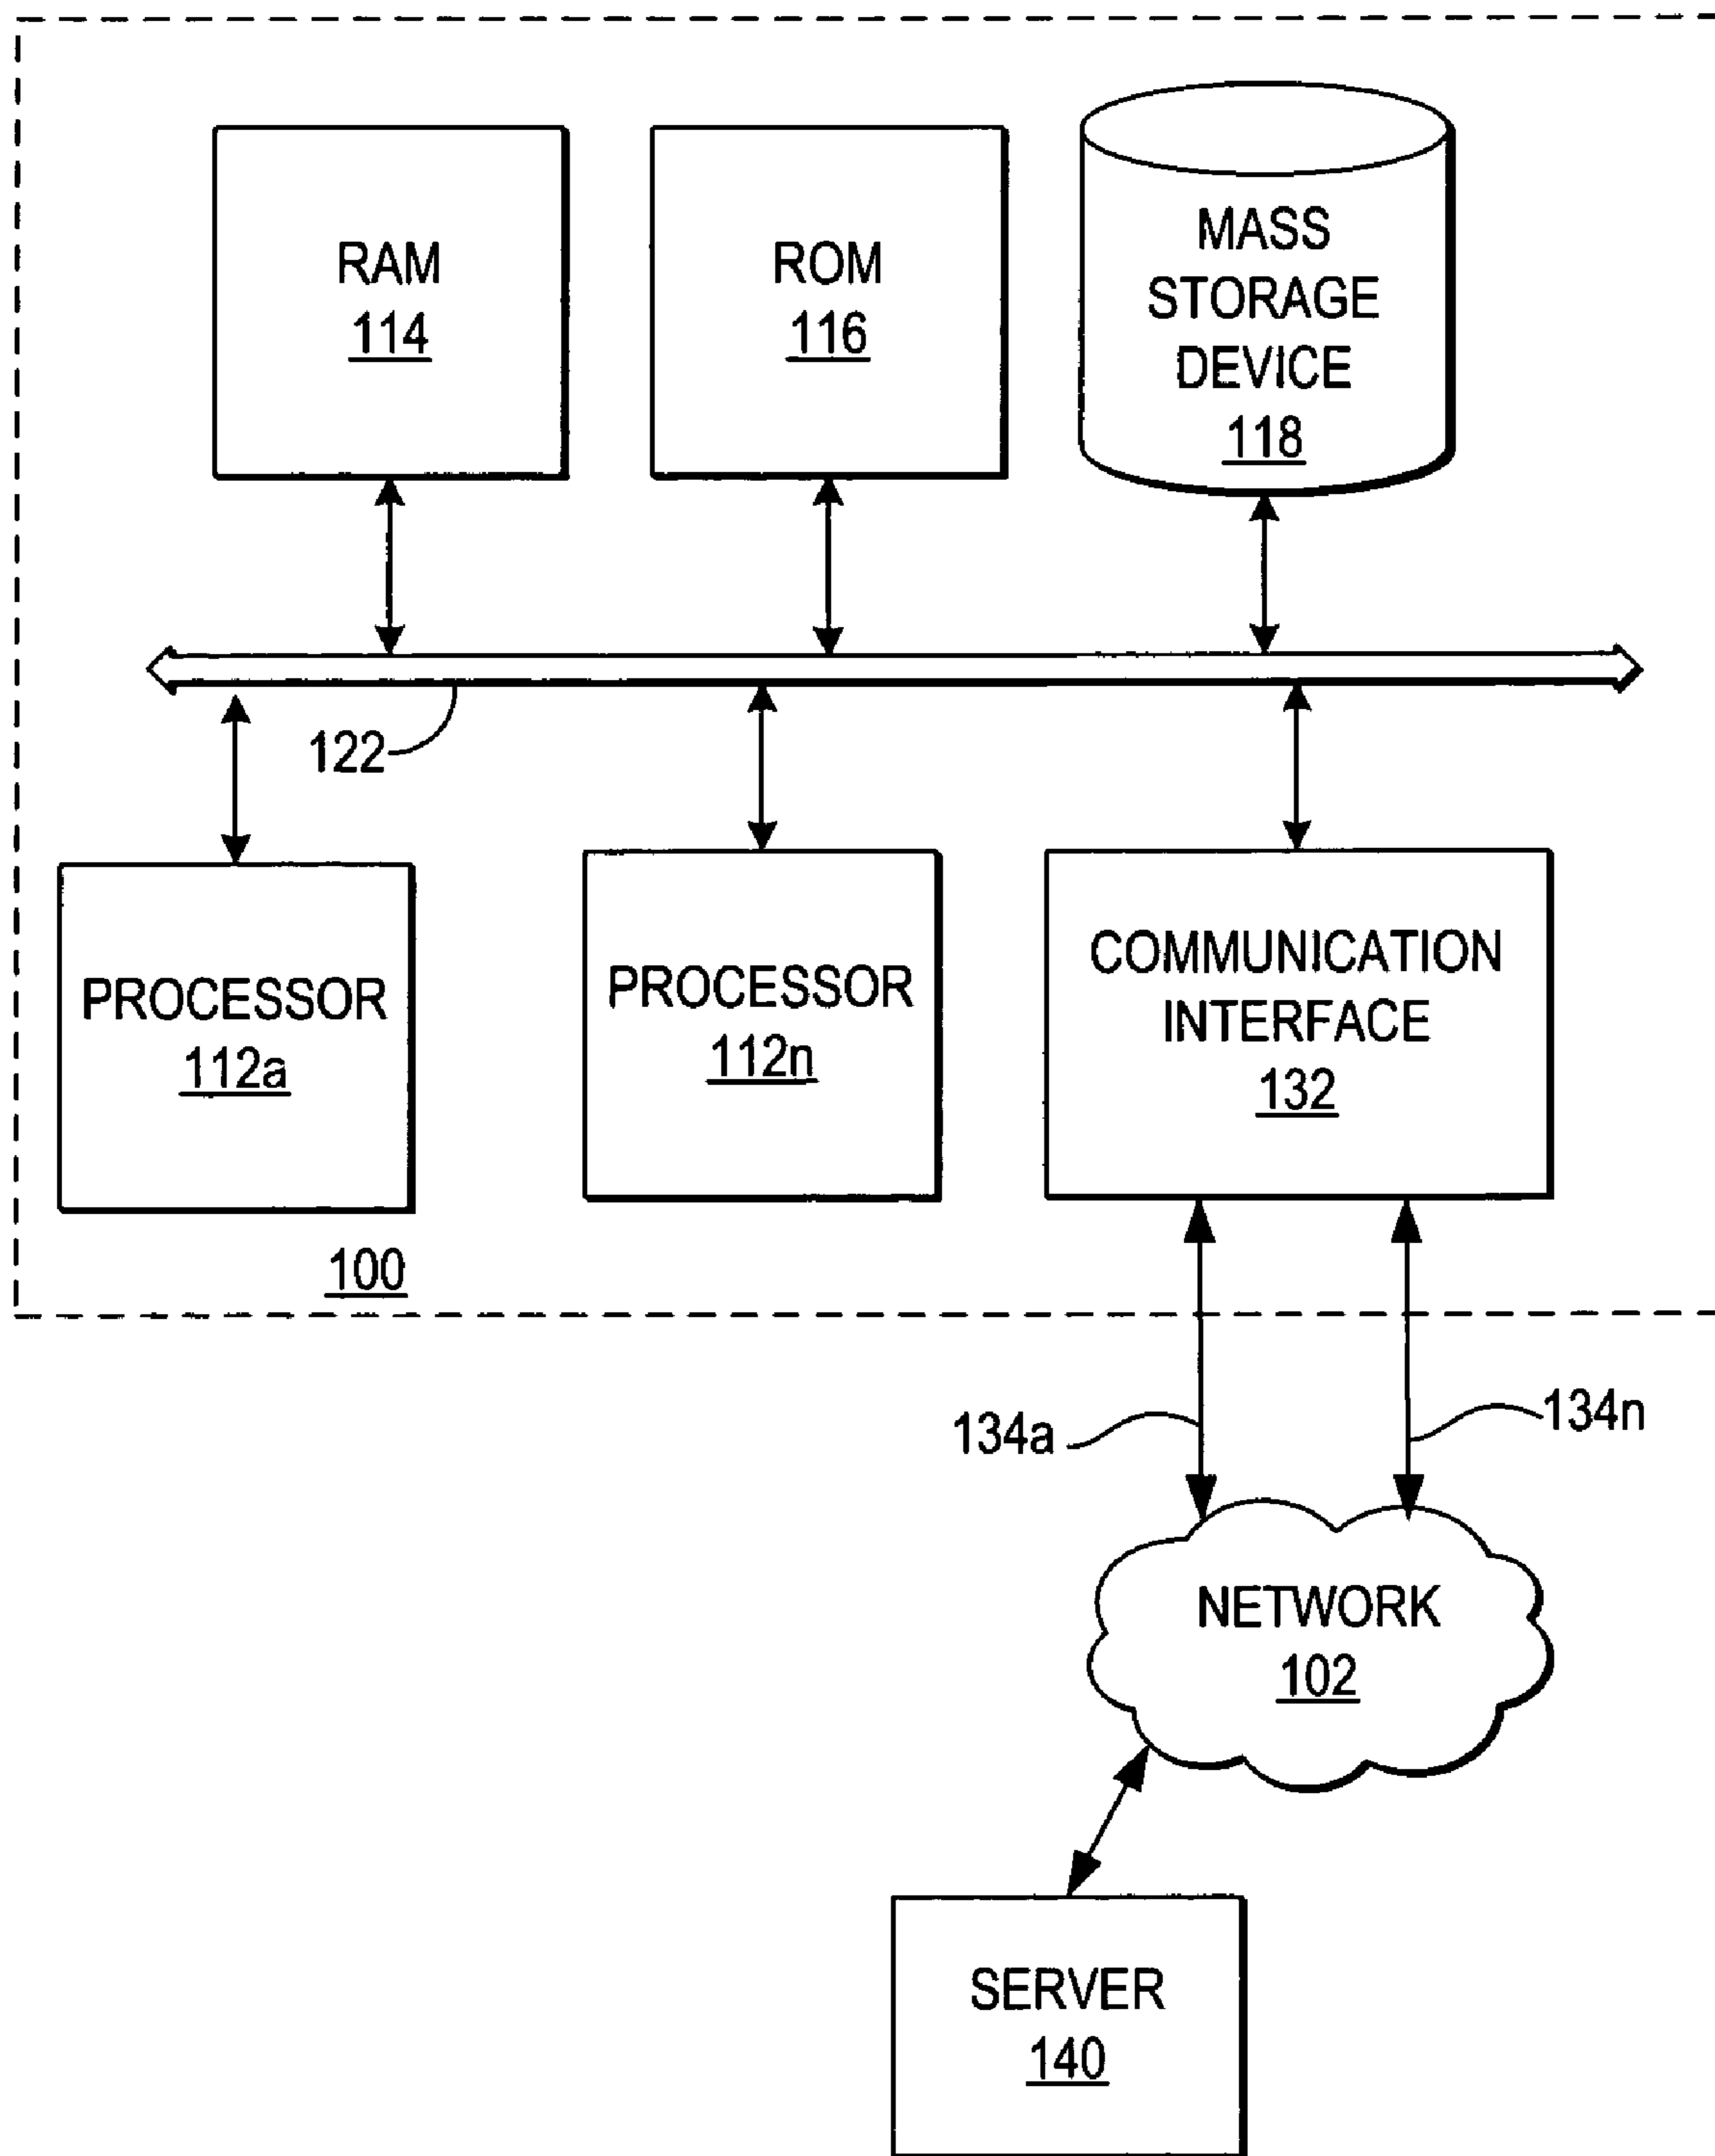 RAM
114
ROM
116
MASS
STORAGE
DEVICE
118
122
PROCESSOR
112a
PROCESSOR
112n
COMMUNICATION
INTERFACE
132
100
134a
134n
NETWORK
102
SERVER
140